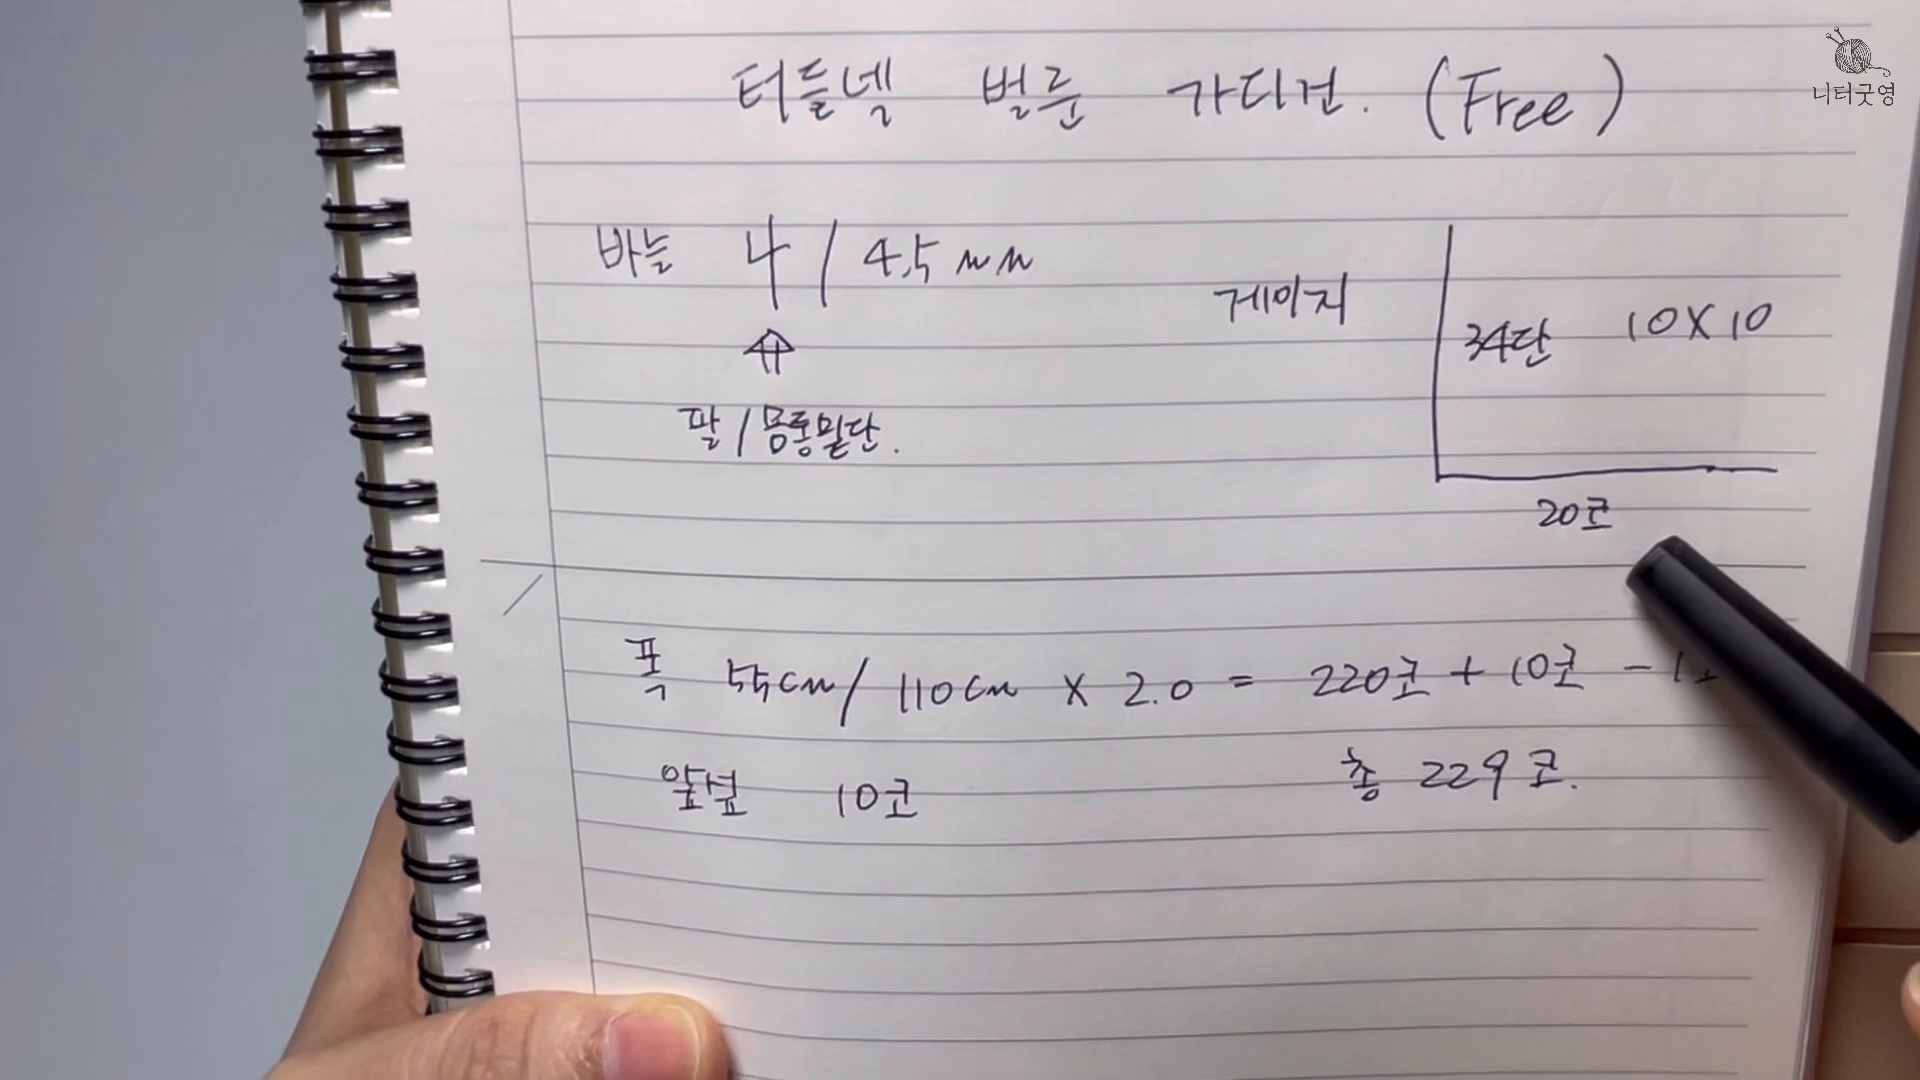 터틀넥 벌룬 가디건. (Free)
니터굿영
바늘 4 / 4.5 mm
게이지
34단 10X10
팔 / 몸통밑단.
20코
폭 55cm / 110cm X 2.0 = 220코 + 10코 -
앞섶 10코
총 229코.